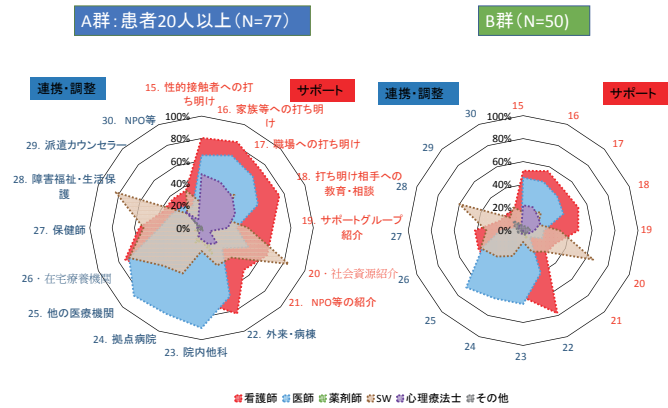 A群：患者20人以上（N=77）
B群(N=50)
連携・調整
サポート
15. 性的接触者への打
ち明け
16. 家族等への打ち明
け
17. 職場への打ち明け
18. 打ち明け相手への
教育・相談
19. サポートグループ
紹介
20・社会資源紹介
21. NPO等の紹介
22. 外来・病棟
23. 院内他科
24. 拠点病院
25. 他の医療機関
26・在宅療養機関
27. 保健師
28. 障害福祉・生活保
護
29. 派遣カウンセラー
30. NPO等
100%
80%
60%
40%
20%
0%
連携・調整
サポート
15
16
17
18
19
20
21
22
23
24
25
26
27
28
29
30
100%
80%
60%
40%
20%
0%
看護師 医師 薬剤師 SW 心理療法士 その他